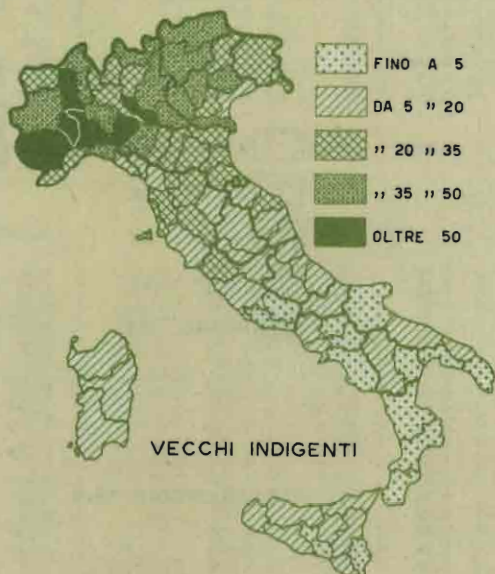 FINO A 5
DA 5 „ 20
„ 20 „ 35
„ 35 „ 50
OLTRE 50
VECCHI INDIGENTI